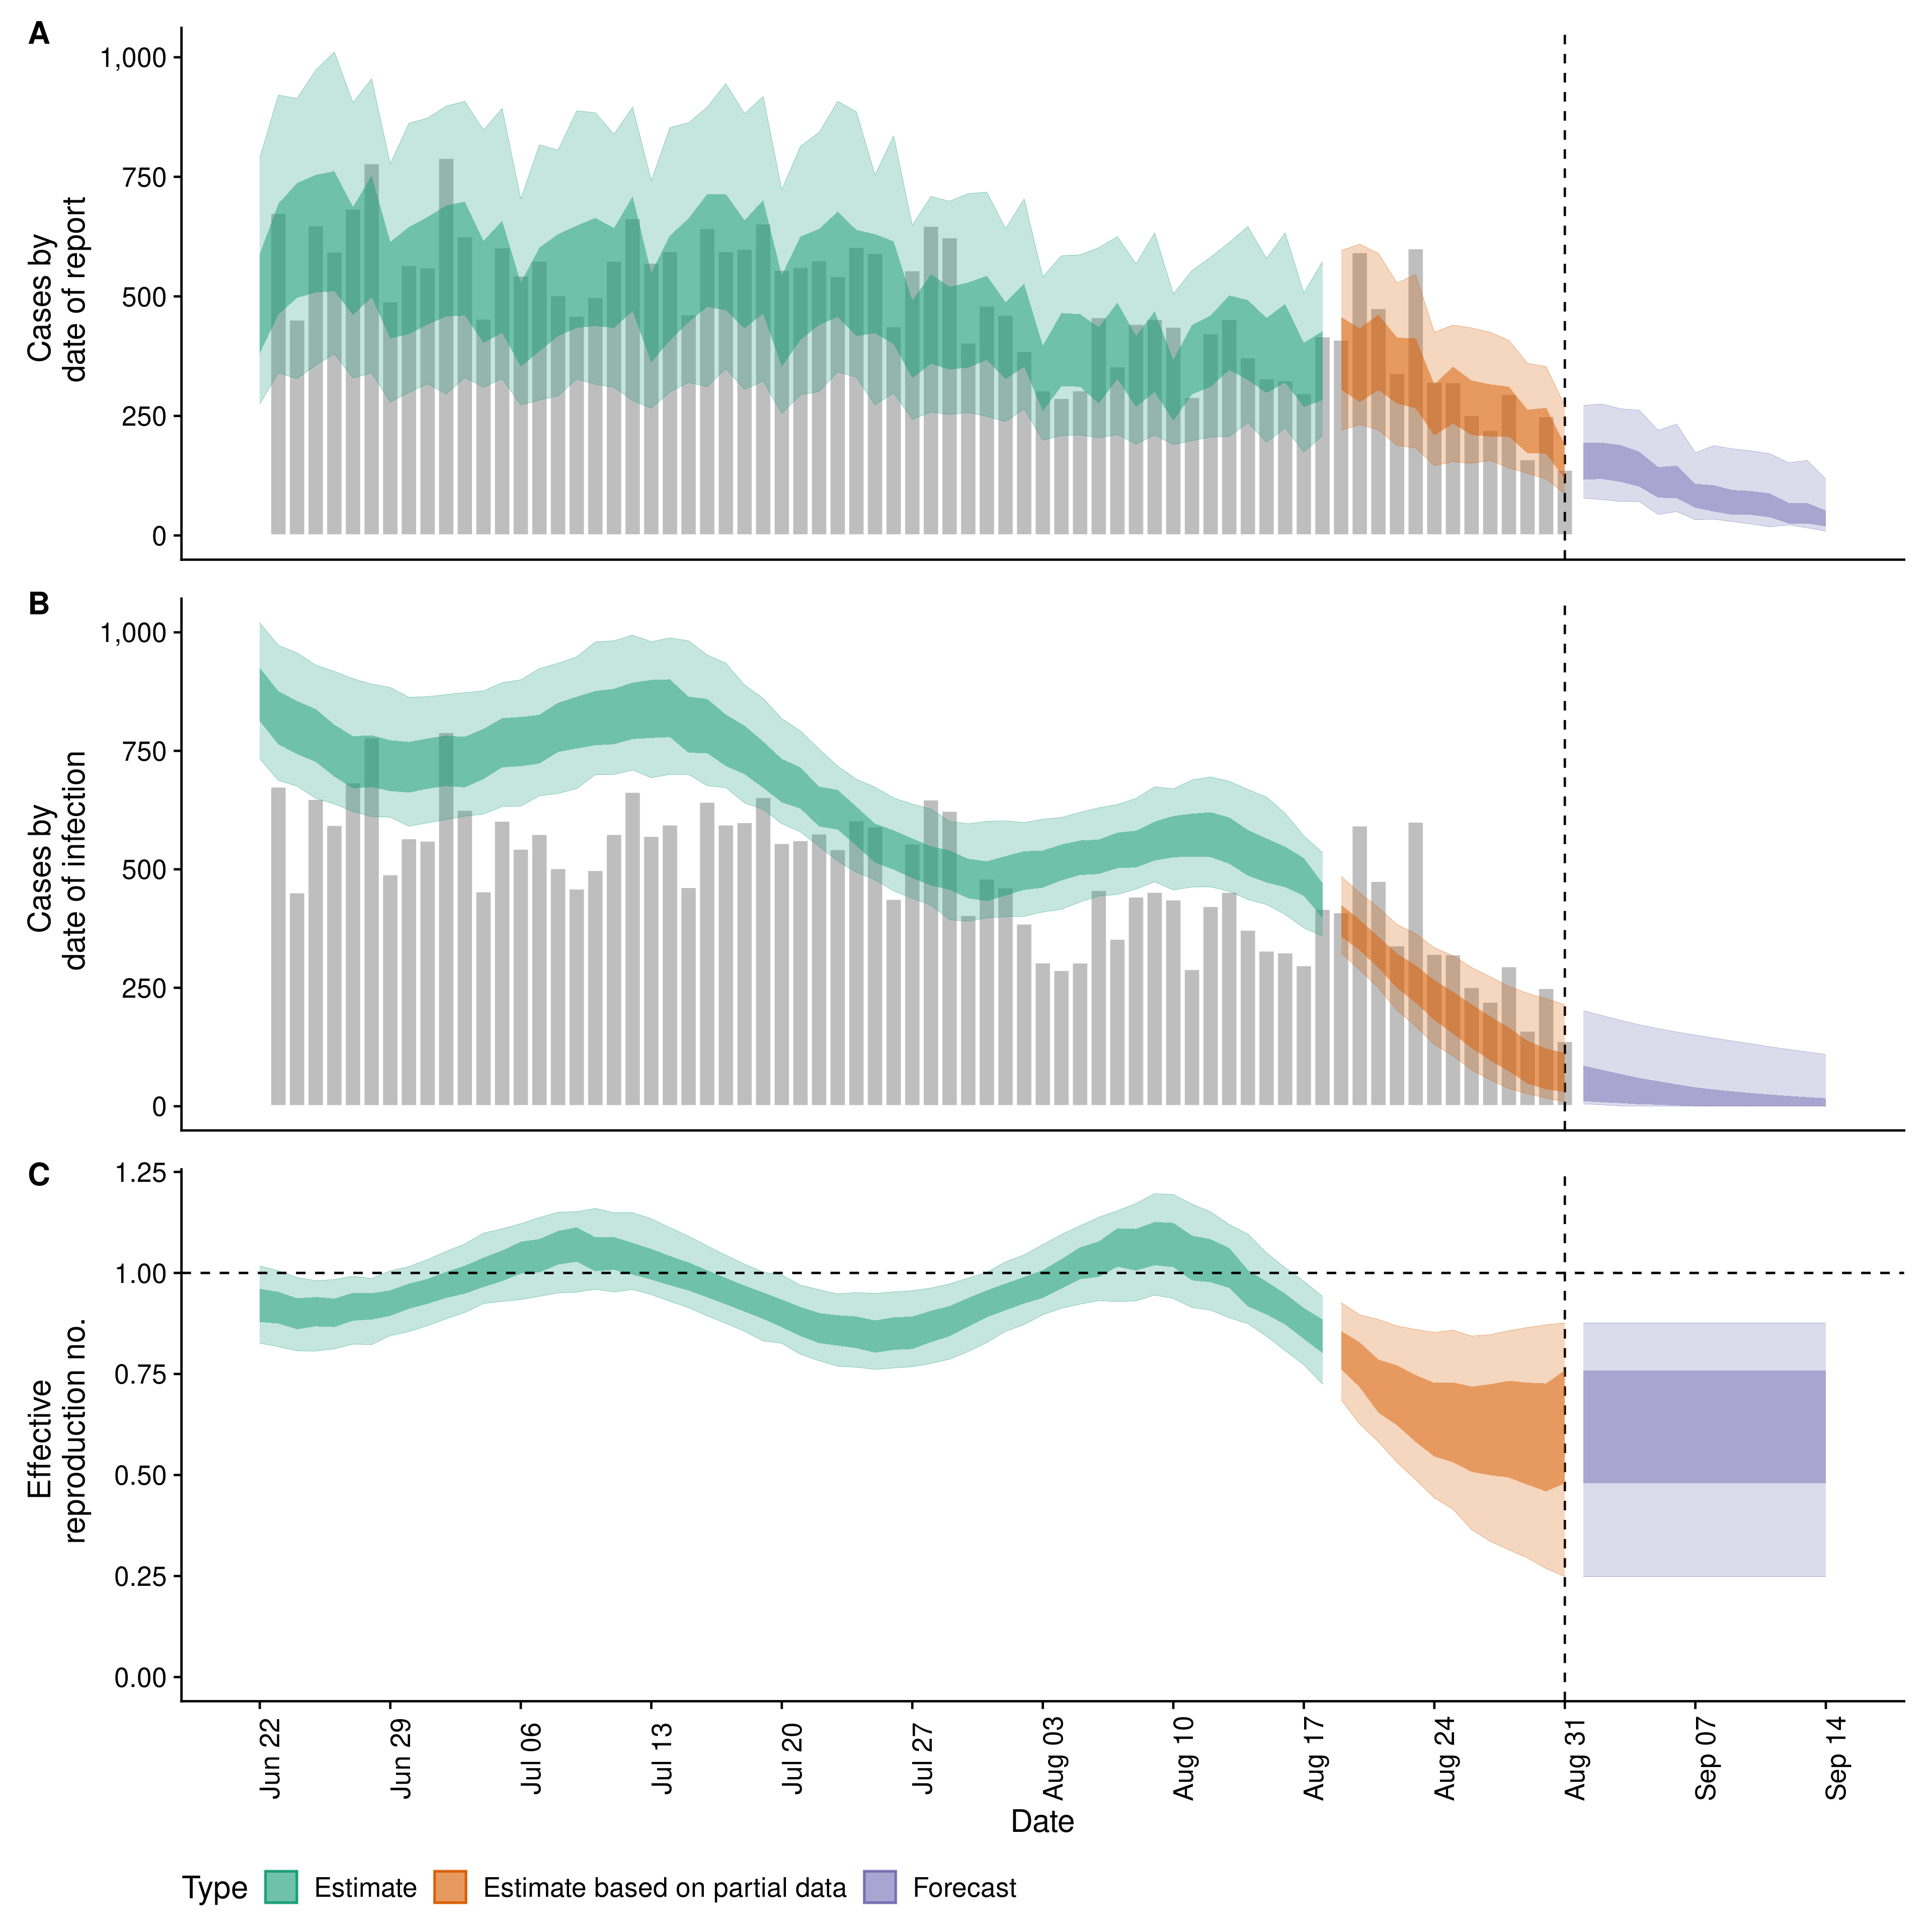 A
Cases by
date of report
1,000
750
500
250
0
B
Cases by
date of infection
1,000
750
500
250
0
C
Effective
reproduction no.
1.25
1.00
0.75
0.50
0.25
0.00
Jun 22
Jun 29
Jul 06
Jul 13
Jul 20
Jul 27
Aug 03
Aug 10
Aug 17
Aug 24
Aug 31
Sep 07
Sep 14
Date
Type
Estimate
Estimate based on partial data
Forecast